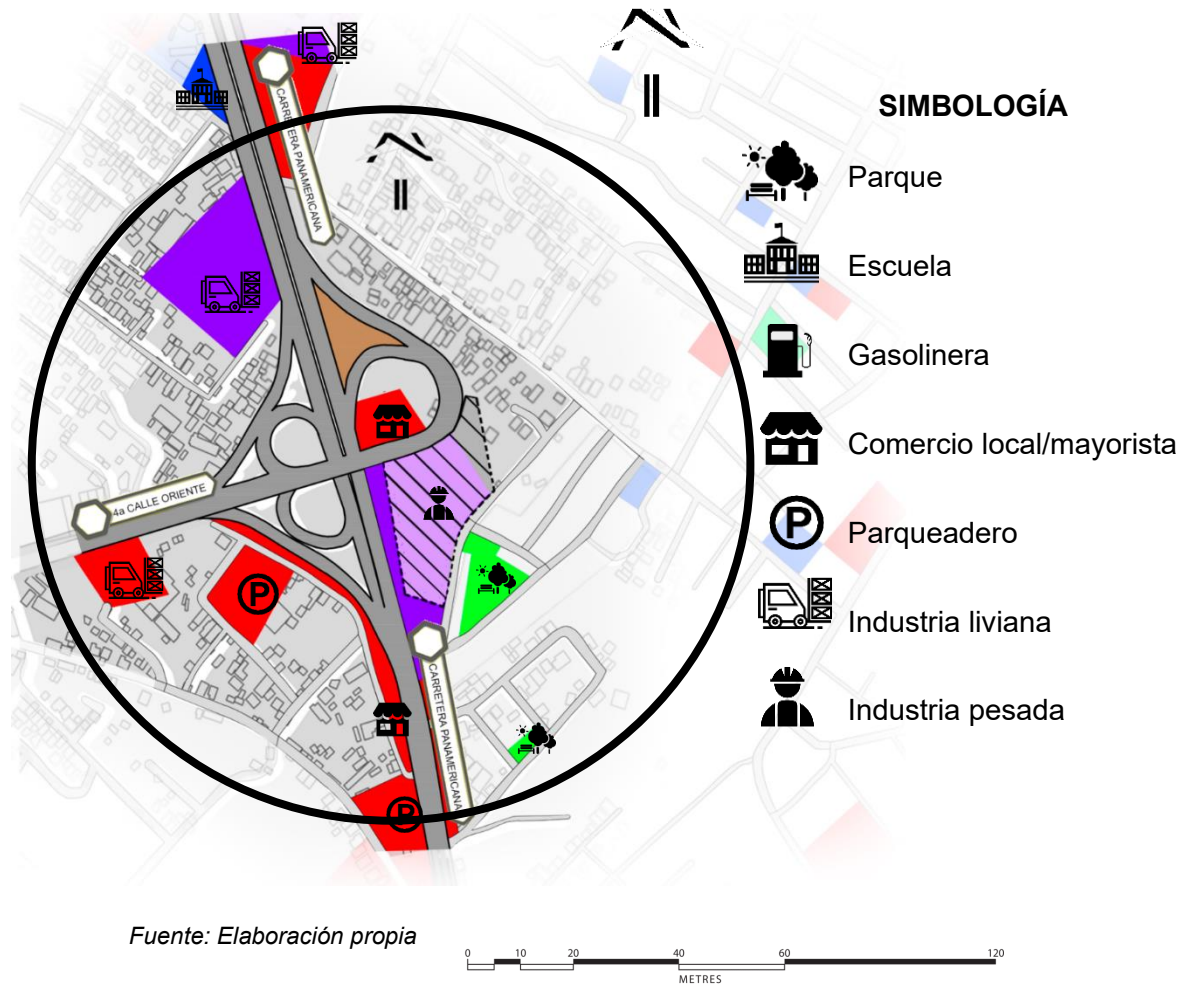 CARRETERA PANAMERICANA
4a CALLE ORIENTE
P
P
CARRETERA PANAMERICANA
SIMBOLOGÍA
Parque
Escuela
Gasolinera
Comercio local/mayorista
P
Parqueadero
Industria liviana
Industria pesada
Fuente: Elaboración propia
0 10 20 40 60 120
METRES